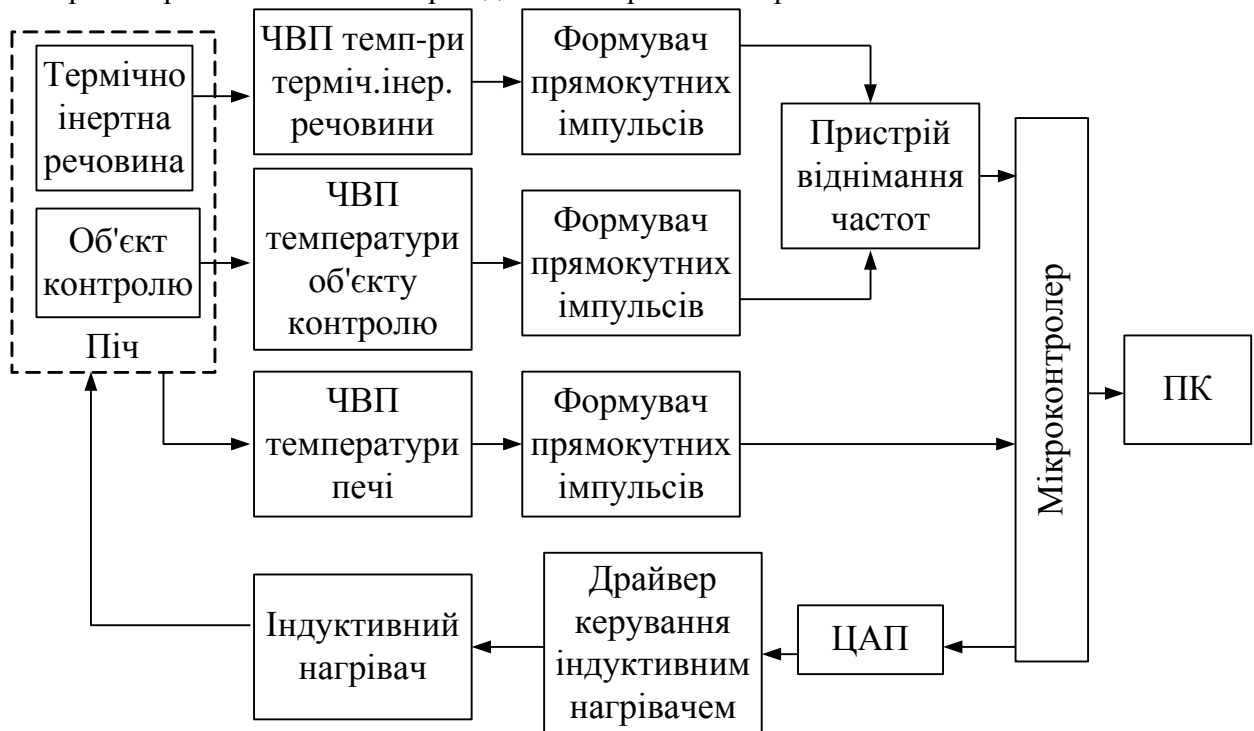 Термічно
інертна
речовина
ЧВП темп-ри
терміч.інер.
речовини
Формувач
прямокутних
імпульсів
Пристрій
віднімання
частот
Об'єкт
контролю
ЧВП
температури
об'єкту
контролю
Формувач
прямокутних
імпульсів
Піч
ЧВП
температури
печі
Формувач
прямокутних
імпульсів
Мікроконтролер
ПК
Індуктивний
нагрівач
Драйвер
керування
індуктивним
нагрівачем
ЦАП